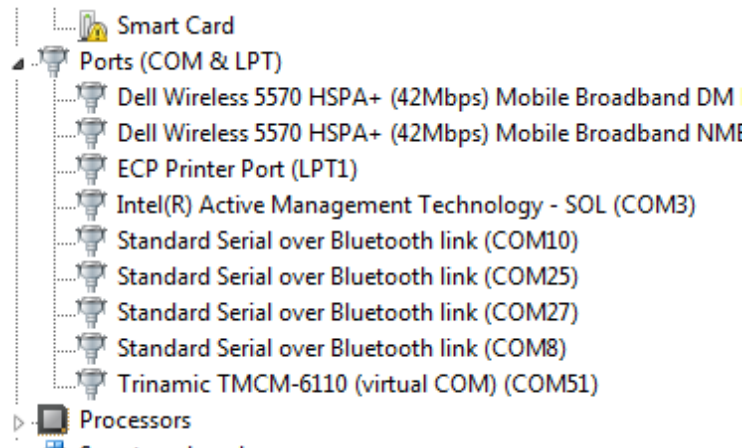 Smart Card
Ports (COM & LPT)
Dell Wireless 5570 HSPA+ (42Mbps) Mobile Broadband DM
Dell Wireless 5570 HSPA+ (42Mbps) Mobile Broadband
ECP Printer Port (LPT1)
Intel(R) Active Management Technology - SOL (COM3)
Standard Serial over Bluetooth link (COM10)
Standard Serial over Bluetooth link (COM25)
Standard Serial over Bluetooth link (COM27)
Standard Serial over Bluetooth link (COM8)
Trinamic TMCM-6110 (virtual COM) (COM51)
Processors